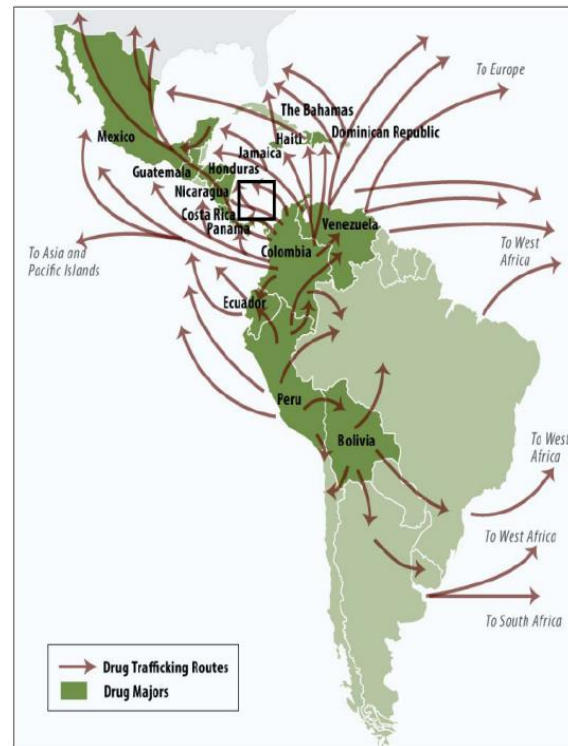 To Europe
The Bahamas
Mexico
Haiti
Dominican Republic
Jamaica
Guatemala
Honduras
Nicaragua
Costa Rica
Panama
Venezuela
Colombia
To Asia and
Pacific Islands
To West
Africa
Ecuador
Peru
Bolivia
To West
Africa
To West Africa
To South Africa
Drug Trafficking Routes
Drug Majors